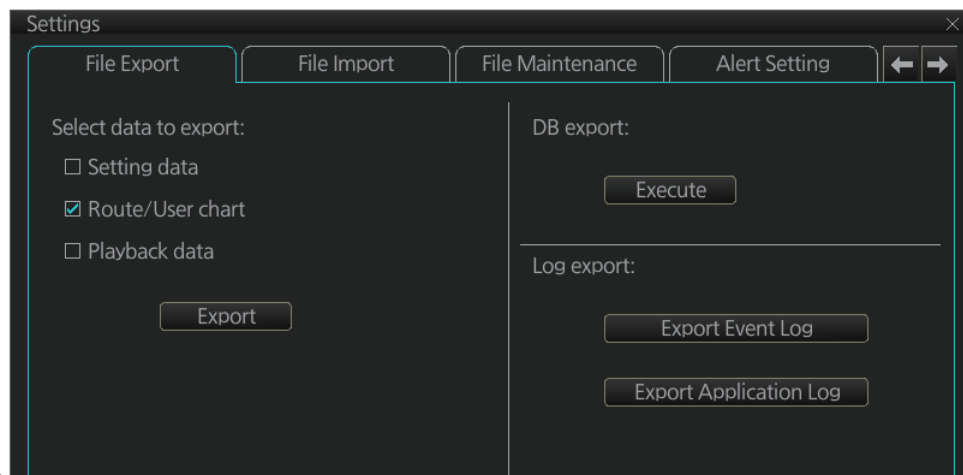 Settings
File Export
File Import
File Maintenance
Alert Setting
Select data to export:
Setting data
Route/User chart
Playback data
Export
DB export:
Execute
Log export:
Export Event Log
Export Application Log